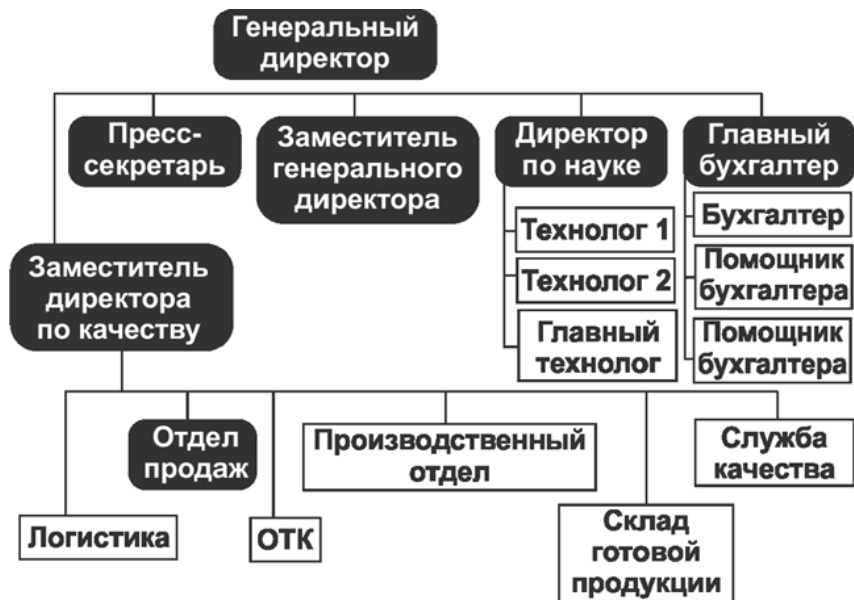 Генеральный
директор
Пресс-
секретарь
Заместитель
генерального
директора
Директор
по науке
Главный
бухгалтер
Технолог 1
Технолог 2
Главный
технолог
Бухгалтер
Помощник
бухгалтера
Помощник
бухгалтера
Заместитель
директора
по качеству
Отдел
продаж
Производственный
отдел
Служба
качества
Логистика
ОТК
Склад
готовой
продукции